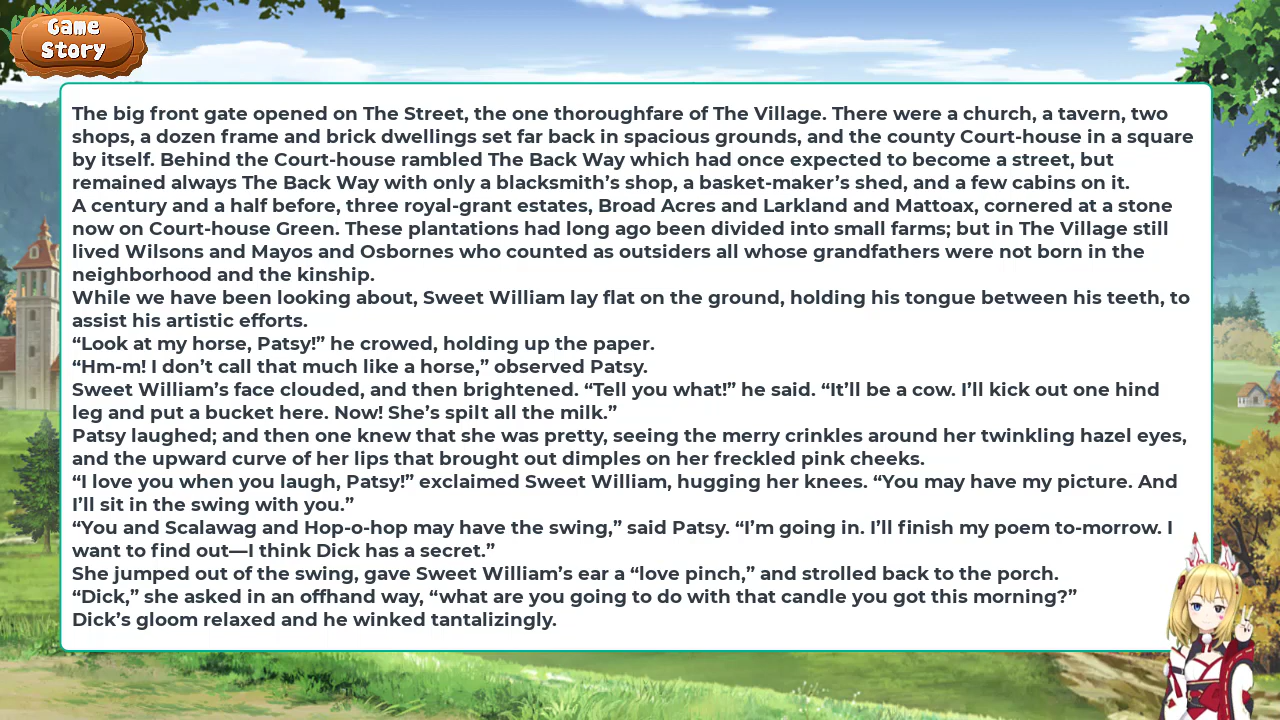 Game
Story
The big front gate opened on The Street, the one thoroughfare of The Village. There were a church, a tavern, two
shops, a dozen frame and brick dwellings set far back in spacious grounds, and the county Court-house in a square
by itself. Behind the Court-house rambled The Back Way which had once expected to become a street, but
remained always The Back Way with only a blacksmith’s shop, a basket-maker’s shed, and a few cabins on it.
A century and a half before, three royal-grant estates, Broad Acres and Larkland and Mattoax, cornered at a stone
now on Court-house Green. These plantations had long ago been divided into small farms; but in The Village still
lived Wilsons and Mayos and Osbornes who counted as outsiders all whose grandfathers were not born in the
neighborhood and the kinship.
While we have been looking about, Sweet William lay flat on the ground, holding his tongue between his teeth, to
assist his artistic efforts.
“Look at my horse, Patsy!” he crowed, holding up the paper.
“Hm-m! I don’t call that much like a horse,” observed Patsy.
Sweet William’s face clouded, and then brightened. “Tell you what!” he said. “It’ll be a cow. I’ll kick out one hind
leg and put a bucket here. Now! She’s spilt all the milk.”
Patsy laughed; and then one knew that she was pretty, seeing the merry crinkles around her twinkling hazel eyes,
and the upward curve of her lips that brought out dimples on her freckled pink cheeks.
“I love you when you laugh, Patsy!” exclaimed Sweet William, hugging her knees. “You may have my picture. And
I’ll sit in the swing with you.”
“You and Scalawag and Hop-o-hop may have the swing,” said Patsy. “I’m going in. I’ll finish my poem to-morrow. I
want to find out—I think Dick has a secret.”
She jumped out of the swing, gave Sweet William’s ear a “love pinch,” and strolled back to the porch.
“Dick,” she asked in an offhand way, “what are you going to do with that candle you got this morning?”
Dick’s gloom relaxed and he winked tantalizingly.